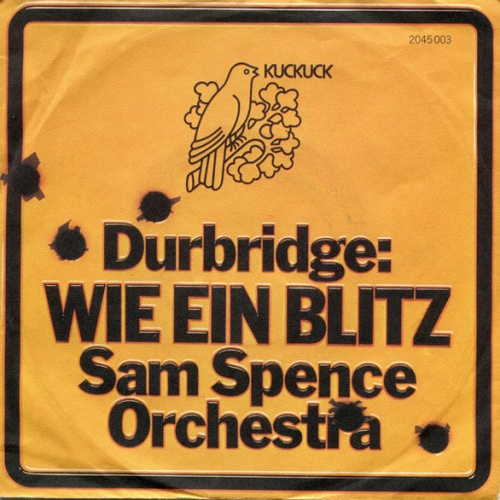 2045 003
KUCKUCK
Durbridge:
WIE EIN BLITZ
Sam Spence
Orchestra